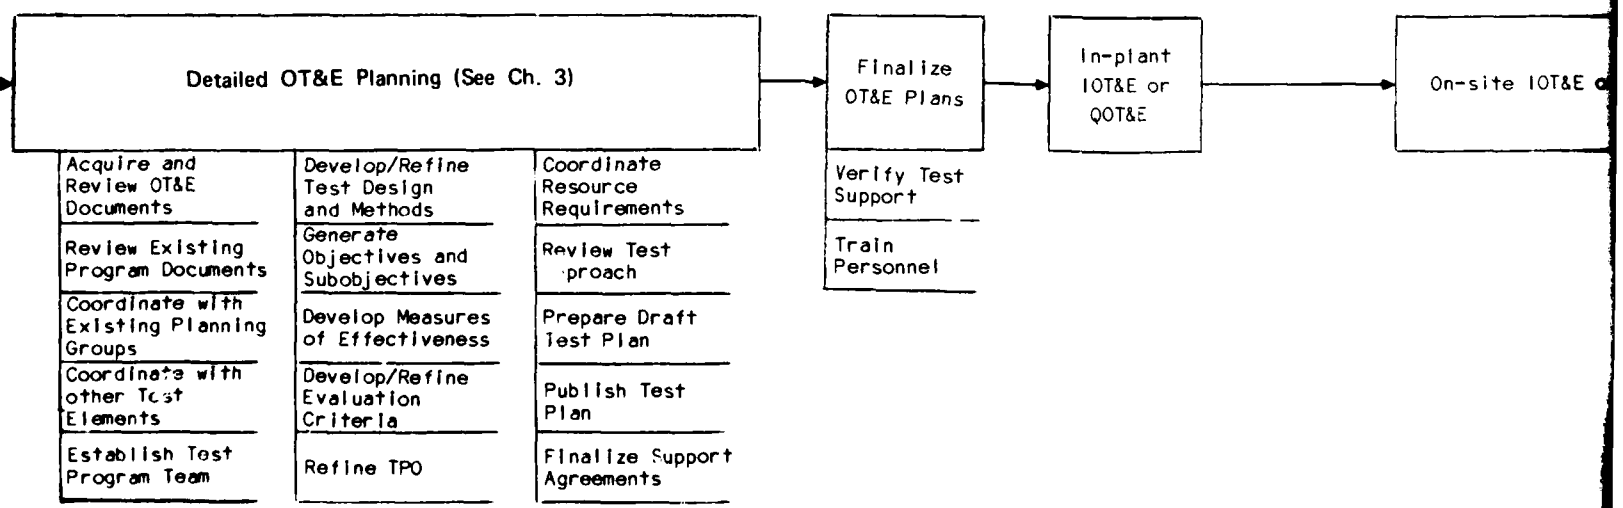 Detailed OT&E Planning (See Ch. 3)
Finalize
OT&E Plans
In-plant
IOT&E or
QOT&E
On-site IOT&E
Acquire and
Review OT&E
Documents
Review Existing
Program Documents
Coordinate with
Existing Planning
Groups
Coordinate with
other Test
Elements
Establish Test
Program Team
Develop/Refine
Test Design
and Methods
Generate
Objectives and
Subobjectives
Develop Measures
of Effectiveness
Develop/Refine
Evaluation
Criteria
Refine TPO
Coordinate
Resource
Requirements
Review Test
proach
Prepare Draft
Test Plan
Publish Test
Plan
Finalize Support
Agreements
Verify Test
Support
Train
Personnel